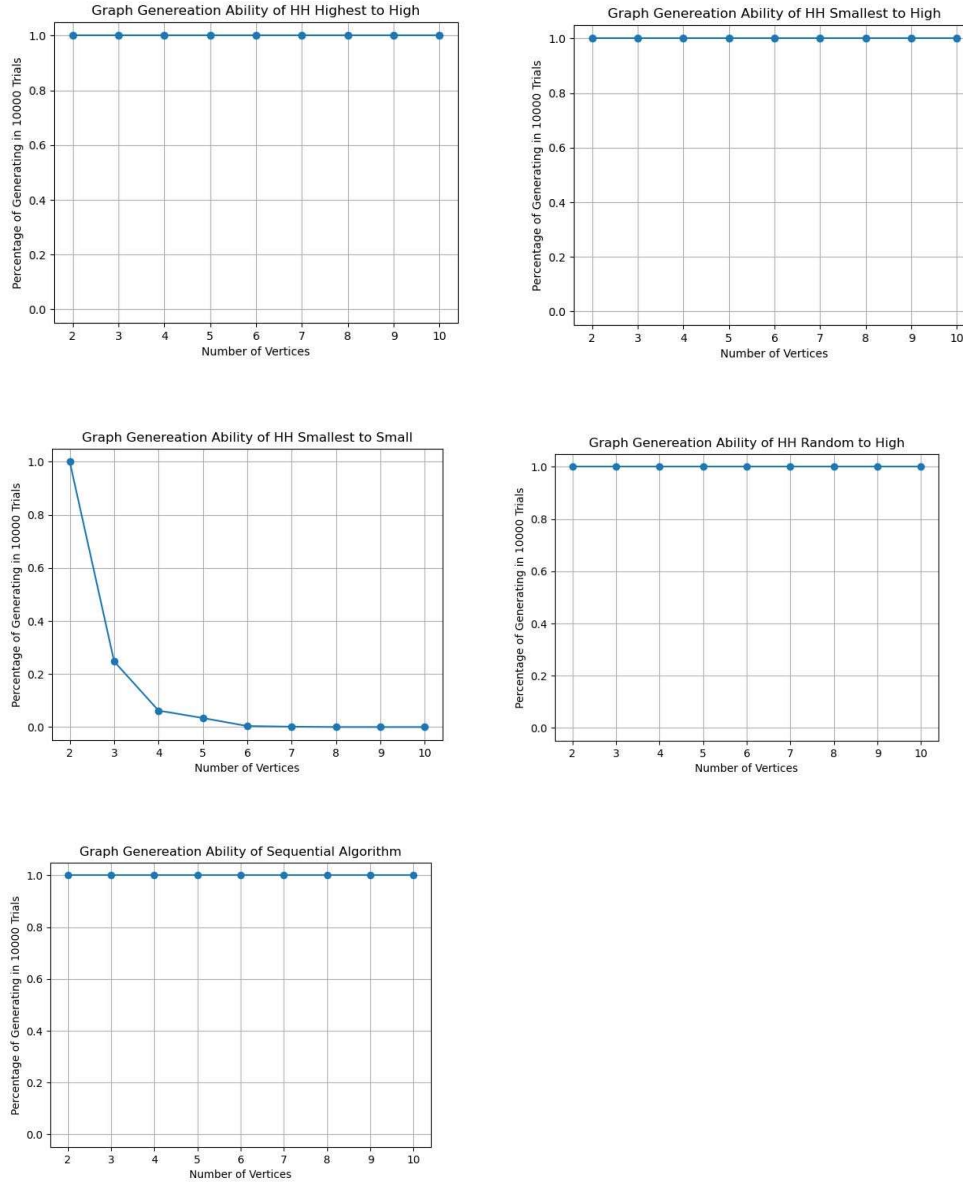 Graph Genereation Ability of HH Highest to High
Percentage of Generating in 10000 Trials
1.0
0.8
0.6
0.4
0.2
0.0
2 3 4 5 6 7 8 9 10
Number of Vertices
Graph Genereation Ability of HH Smallest to High
Percentage of Generating in 10000 Trials
1.0
0.8
0.6
0.4
0.2
0.0
2 3 4 5 6 7 8 9 10
Number of Vertices
Graph Genereation Ability of HH Smallest to Small
Percentage of Generating in 10000 Trials
1.0
0.8
0.6
0.4
0.2
0.0
2 3 4 5 6 7 8 9 10
Number of Vertices
Graph Genereation Ability of HH Random to High
Percentage of Generating in 10000 Trials
1.0
0.8
0.6
0.4
0.2
0.0
2 3 4 5 6 7 8 9 10
Number of Vertices
Graph Genereation Ability of Sequential Algorithm
Percentage of Generating in 10000 Trials
1.0
0.8
0.6
0.4
0.2
0.0
2 3 4 5 6 7 8 9 10
Number of Vertices